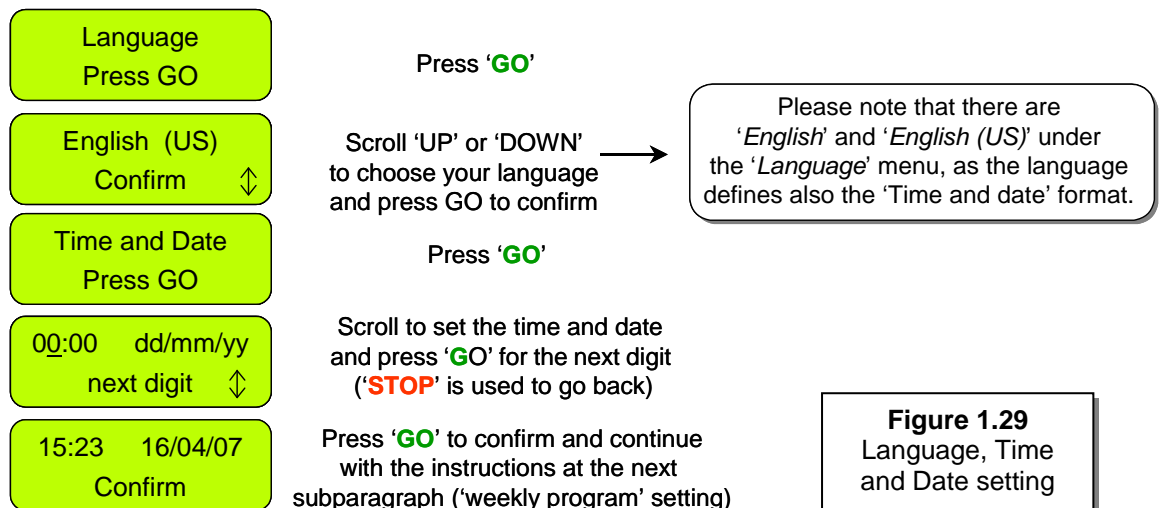 Language
Press GO
Press ‘GO’
English (US)
Confirm ↕
Scroll ‘UP’ or ‘DOWN’
to choose your language
and press GO to confirm
Please note that there are
‘English’ and ‘English (US)’ under
the ‘Language’ menu, as the language
defines also the ‘Time and date’ format.
Time and Date
Press GO
Press ‘GO’
00:00 dd/mm/yy
next digit ↕
Scroll to set the time and date
and press ‘GO’ for the next digit
(‘STOP’ is used to go back)
15:23 16/04/07
Confirm
Press ‘GO’ to confirm and continue
with the instructions at the next
subparagraph (‘weekly program’ setting)
Figure 1.29
Language, Time
and Date setting